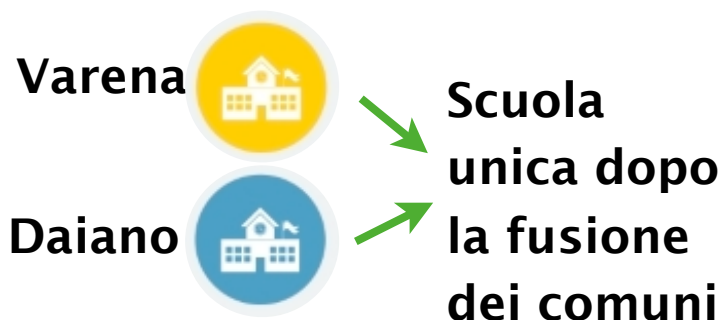 Varena
Daiano
Scuola
unica dopo
la fusione
dei comuni